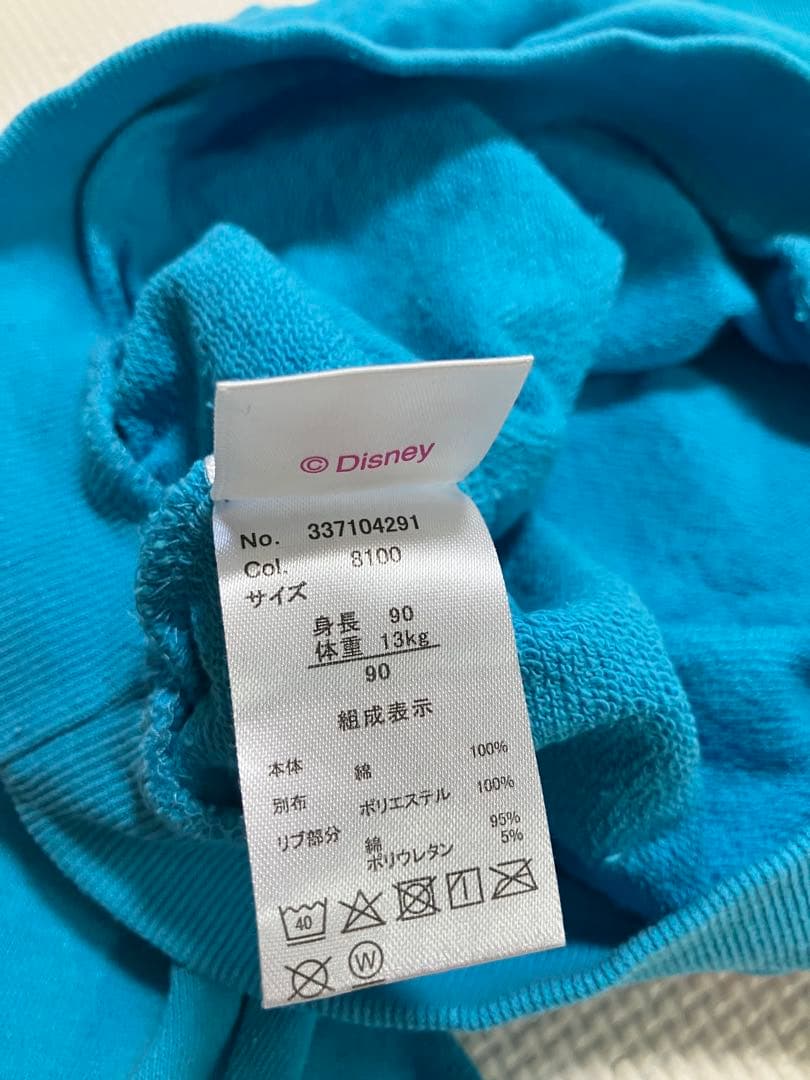 © Disney
No. 337104291
Col. 8100
サイズ
身長 90
体重 13kg
90
組成表示
本体 綿 100%
別布 ポリエステル 100%
リブ部分 綿 95%
ポリウレタン 5%
40
W